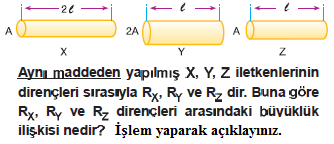 2ℓ ℓ ℓ
A 2A A
X Y Z
Aynı maddeden yapılmış X, Y, Z iletkenlerinin
dirençleri sırasıyla RX, RY ve RZ dir. Buna göre
RX, RY ve RZ dirençleri arasındaki büyüklük
ilişkisi nedir? İşlem yaparak açıklayınız.